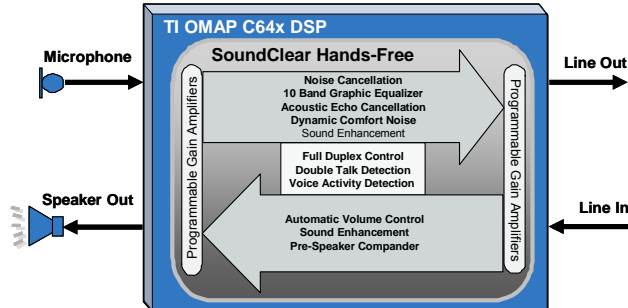 TI OMAP C64x DSP
SoundClear Hands-Free
Microphone
Line Out
Programmable Gain Amplifiers
Noise Cancellation
10 Band Graphic Equalizer
Acoustic Echo Cancellation
Dynamic Comfort Noise
Sound Enhancement
Programmable Gain Amplifiers
Full Duplex Control
Double Talk Detection
Voice Activity Detection
Speaker Out
Line In
Automatic Volume Control
Sound Enhancement
Pre-Speaker Compander